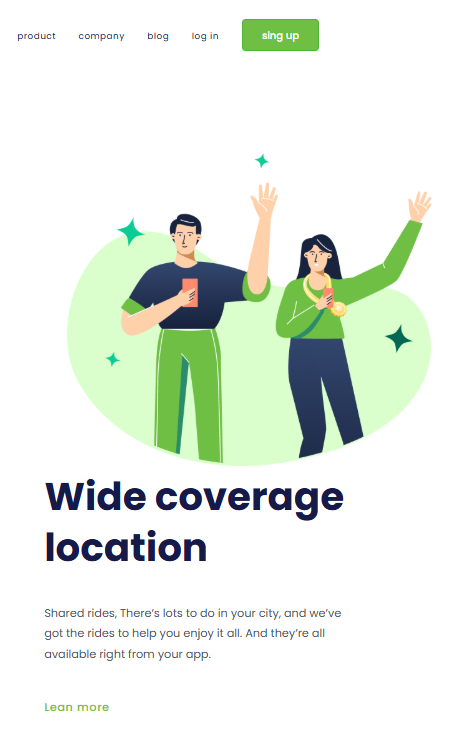 product company blog log in sing up
Wide coverage
location
Shared rides, There's lots to do in your city, and we've
got the rides to help you enjoy it all. And they're all
available right from your app.
Lean more